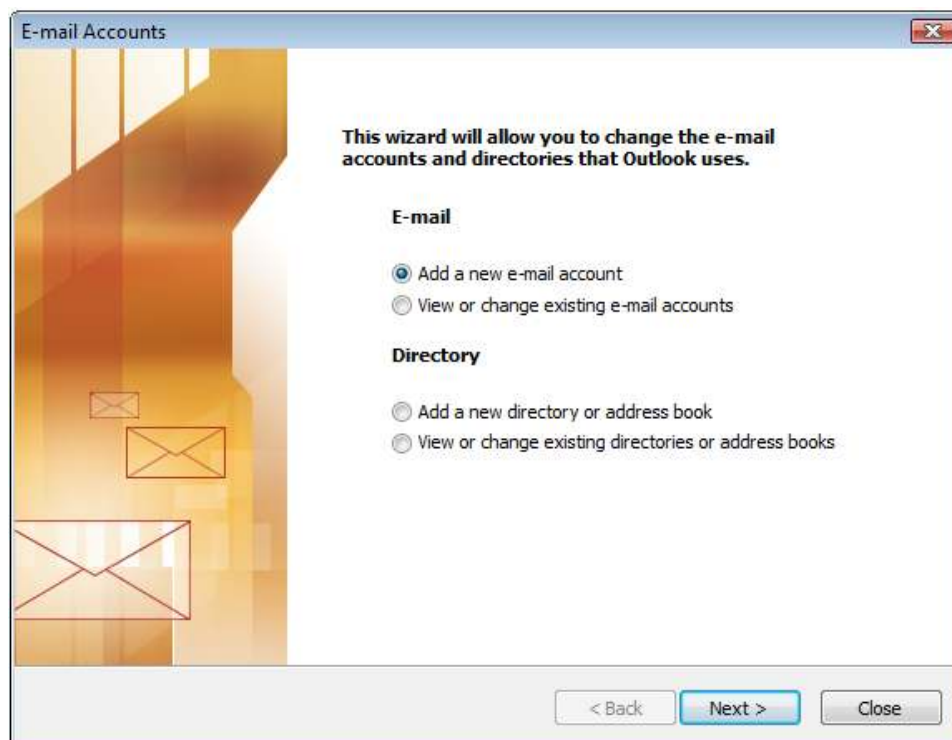 E-mail Accounts
This wizard will allow you to change the e-mail
accounts and directories that Outlook uses.
E-mail
Add a new e-mail account
View or change existing e-mail accounts
Directory
Add a new directory or address book
View or change existing directories or address books
< Back Next > Close